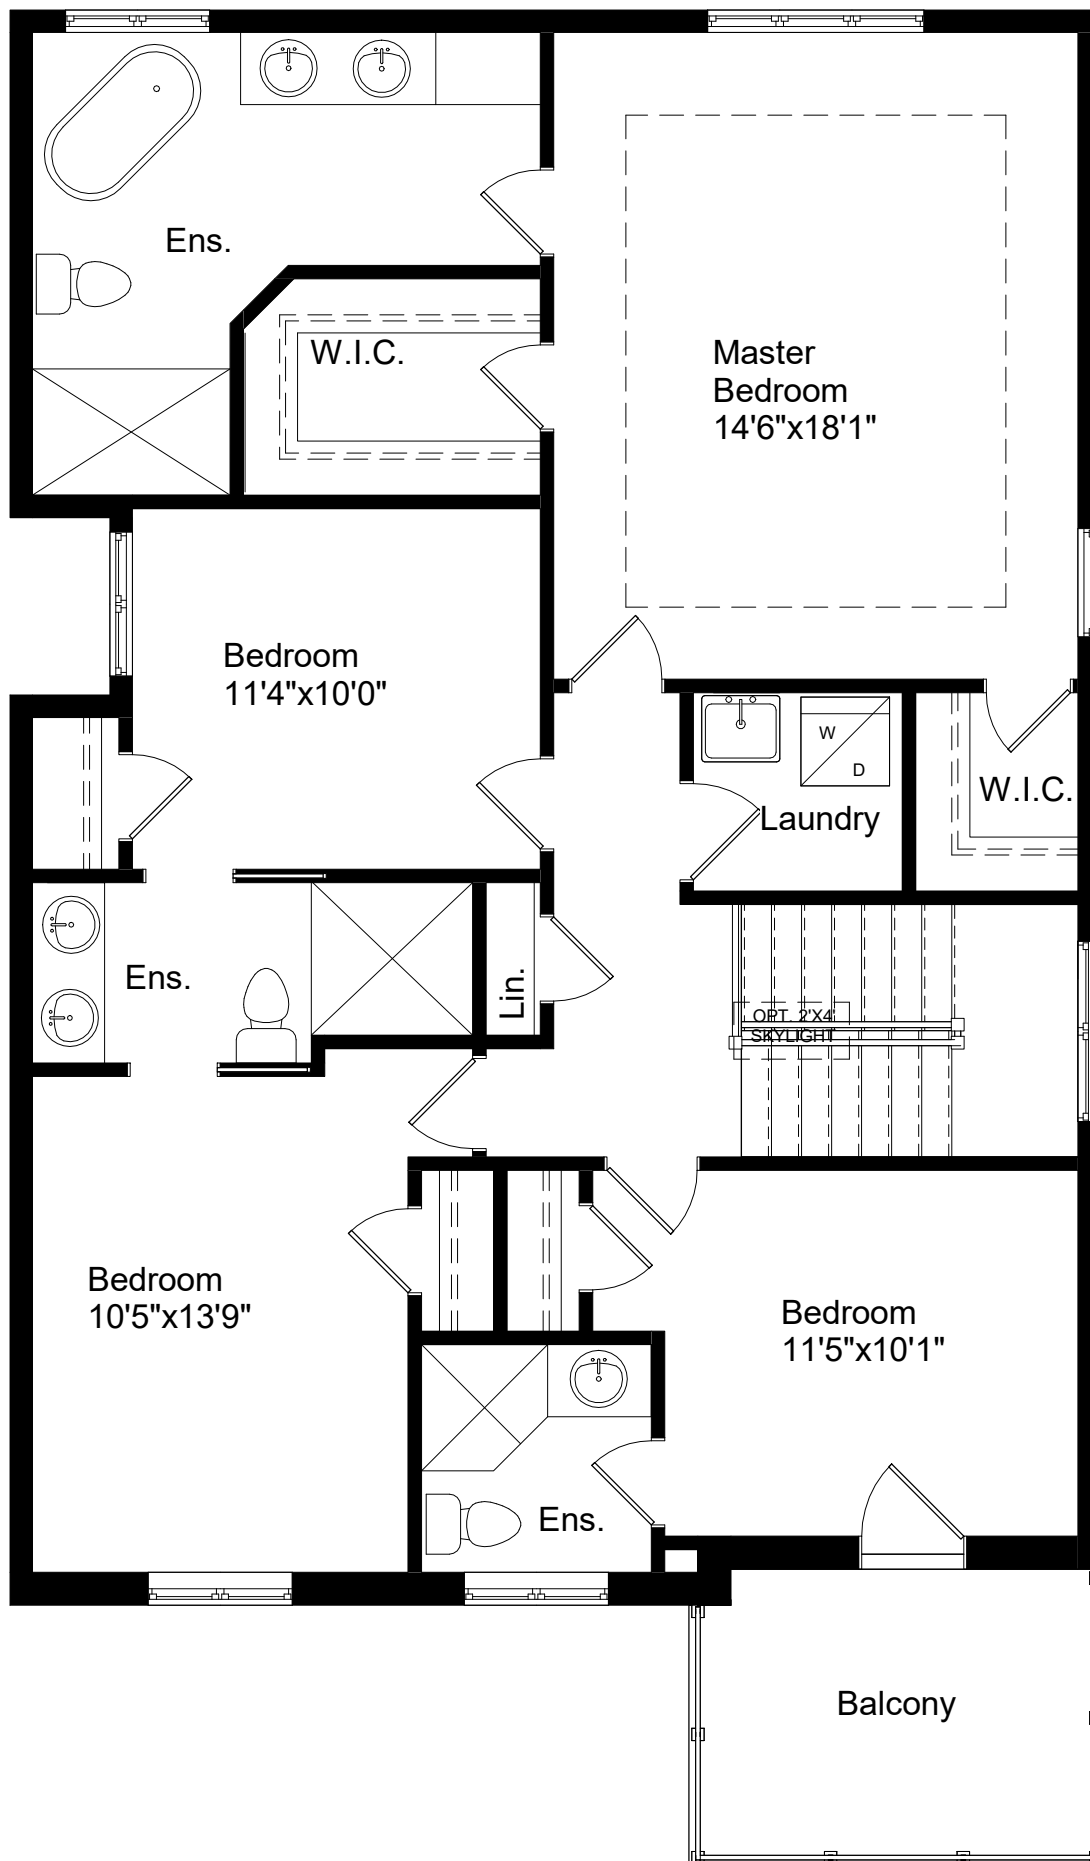 Ens.
W.I.C.
Master
Bedroom
14'6"x18'1"
Bedroom
11'4"x10'0"
W
D
Laundry
W.I.C.
Ens.
Lin.
OPT. 2'X4'
SKYLIGHT
Bedroom
10'5"x13'9"
Bedroom
11'5"x10'1"
Ens.
Balcony